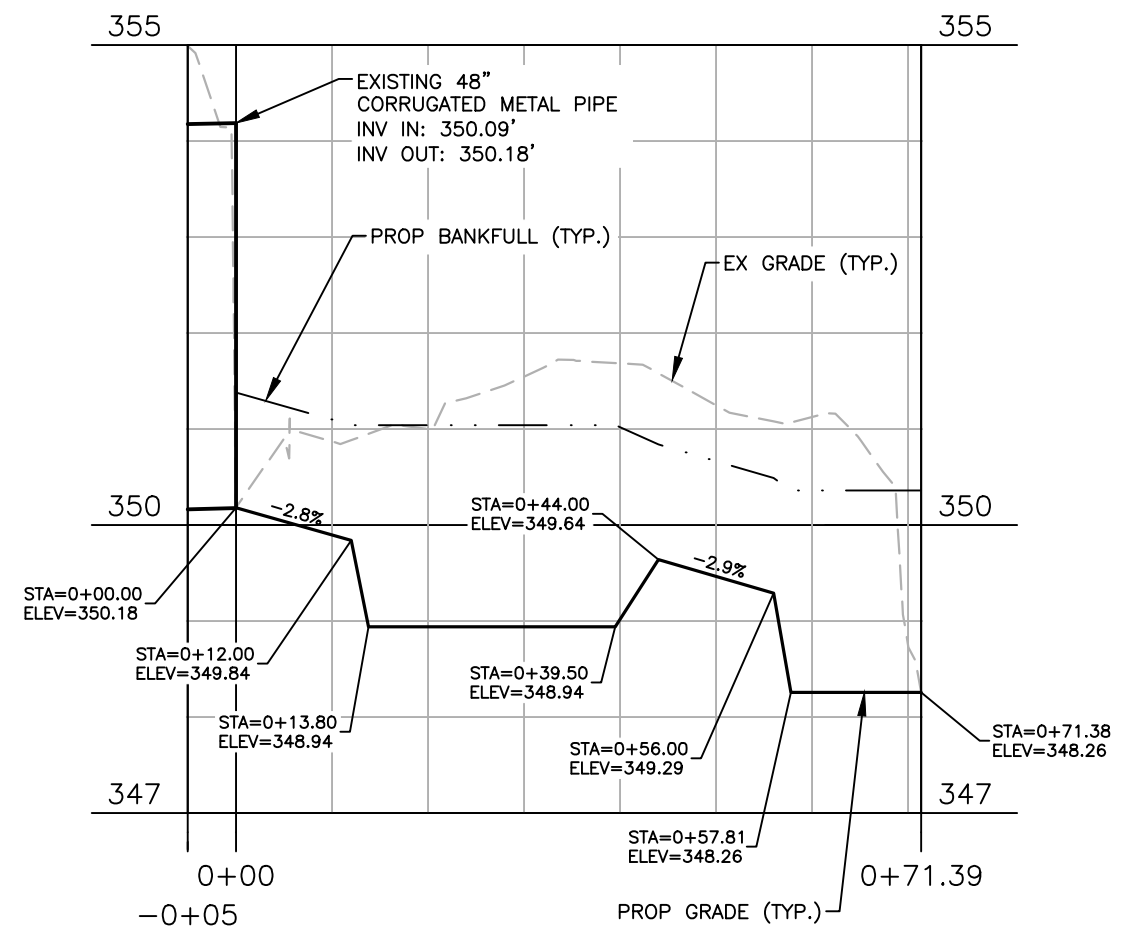 355
355
EXISTING 48"
CORRUGATED METAL PIPE
INV IN: 350.09'
INV OUT: 350.18'
PROP BANKFULL (TYP.)
EX GRADE (TYP.)
350
350
-2.8%
STA=0+44.00
ELEV=349.64
-2.9%
STA=0+00.00
ELEV=350.18
STA=0+12.00
ELEV=349.84
STA=0+39.50
ELEV=348.94
STA=0+13.80
ELEV=348.94
STA=0+56.00
ELEV=349.29
STA=0+71.38
ELEV=348.26
347
347
STA=0+57.81
ELEV=348.26
0+00
0+71.39
-0+05
PROP GRADE (TYP.)